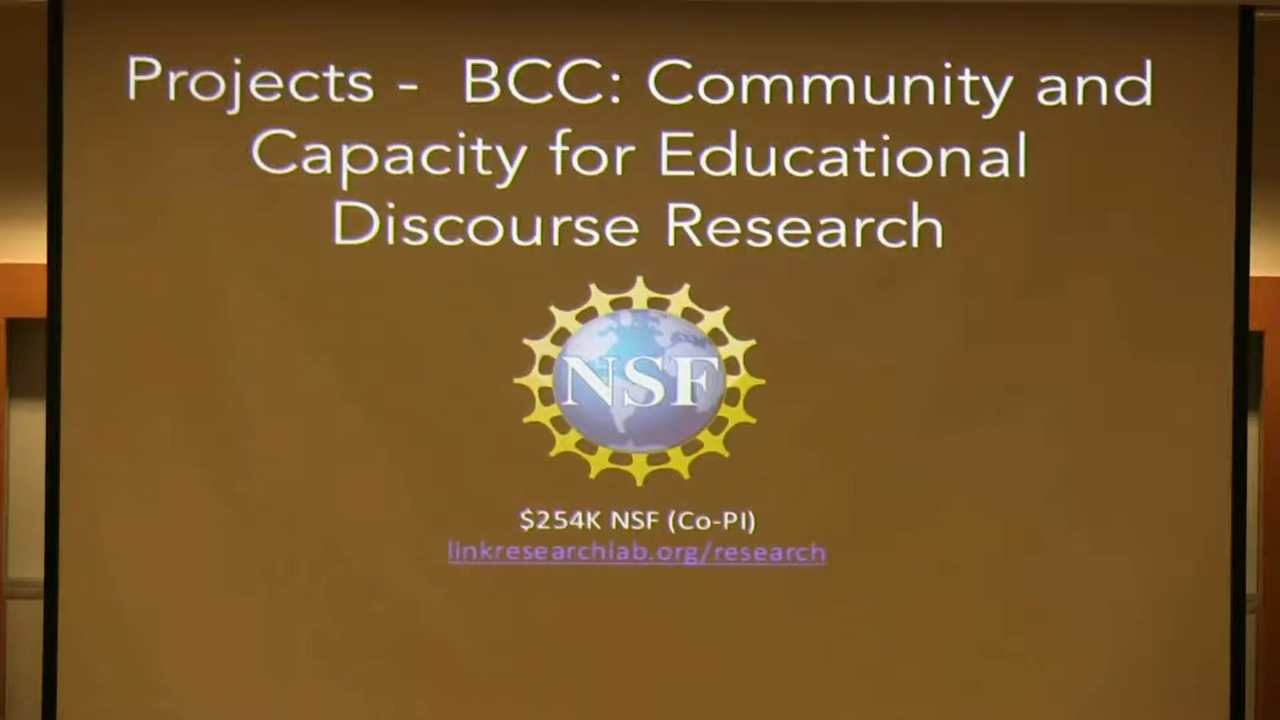 Projects - BCC: Community and
Capacity for Educational
Discourse Research
NSF
$254K NSF (Co-PI)
linkresearchlab.org/research